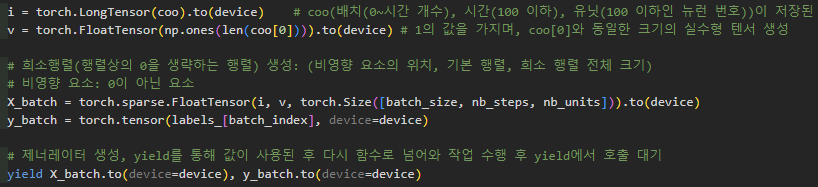 i = torch.LongTensor(coo).to(device)    # coo(배치(0~시간 개수), 시간(100 이하), 유닛(100 이하인 뉴런 번호))이 저장된
v = torch.FloatTensor(np.ones(len(coo[0]))).to(device) # 1의 값을 가지며, coo[0]와 동일한 크기의 실수형 텐서 생성
# 희소행렬(행렬상의 0을 생략하는 행렬) 생성: (비영향 요소의 위치, 기본 행렬, 희소 행렬 전체 크기)
# 비영향 요소: 0이 아닌 요소
X_batch = torch.sparse.FloatTensor(i, v, torch.Size([batch_size, nb_steps, nb_units])).to(device)
y_batch = torch.tensor(labels_[batch_index], device=device)
# 제너레이터 생성, yield를 통해 값이 사용된 후 다시 함수로 넘어와 작업 수행 후 yield에서 호출 대기
yield X_batch.to(device=device), y_batch.to(device=device)